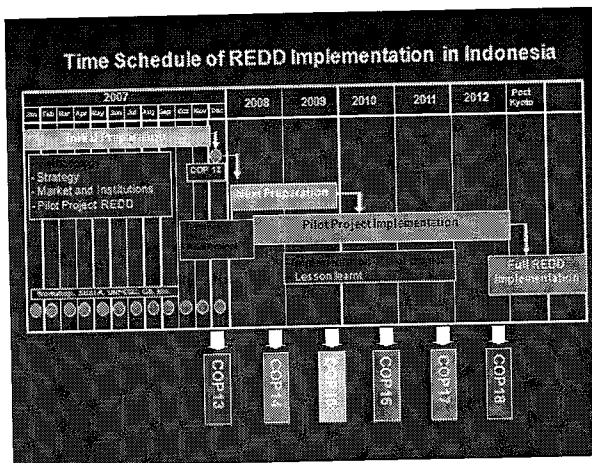 Time Schedule of REDD Implementation in Indonesia
2007
2008
2009
2010
2011
2012
Post
Kyoto
Jan Feb Mar Apr May Jun Jul Aug Sep Oct Nov Dec
Initial Preparation
- Strategy
- Market and Institutions
- Pilot Project REDD
COP 13
Next Preparation
Pilot Project Implementation
Lesson learnt
Full REDD
Implementation
COP13
COP14
COP16
COP17
COP18